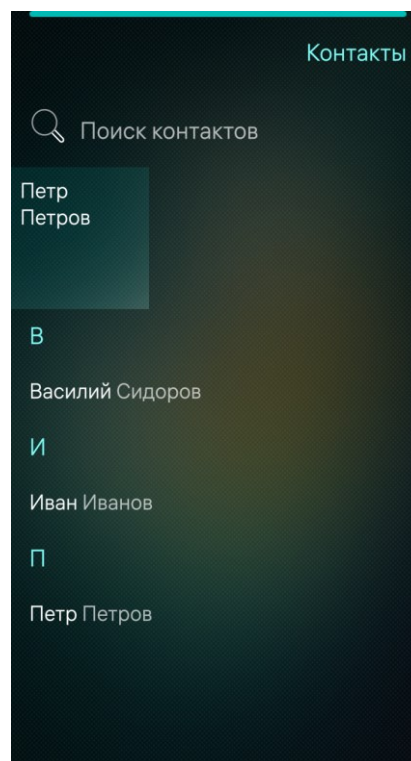 Контакты
Поиск контактов
Петр
Петров
В
Василий Сидоров
И
Иван Иванов
П
Петр Петров